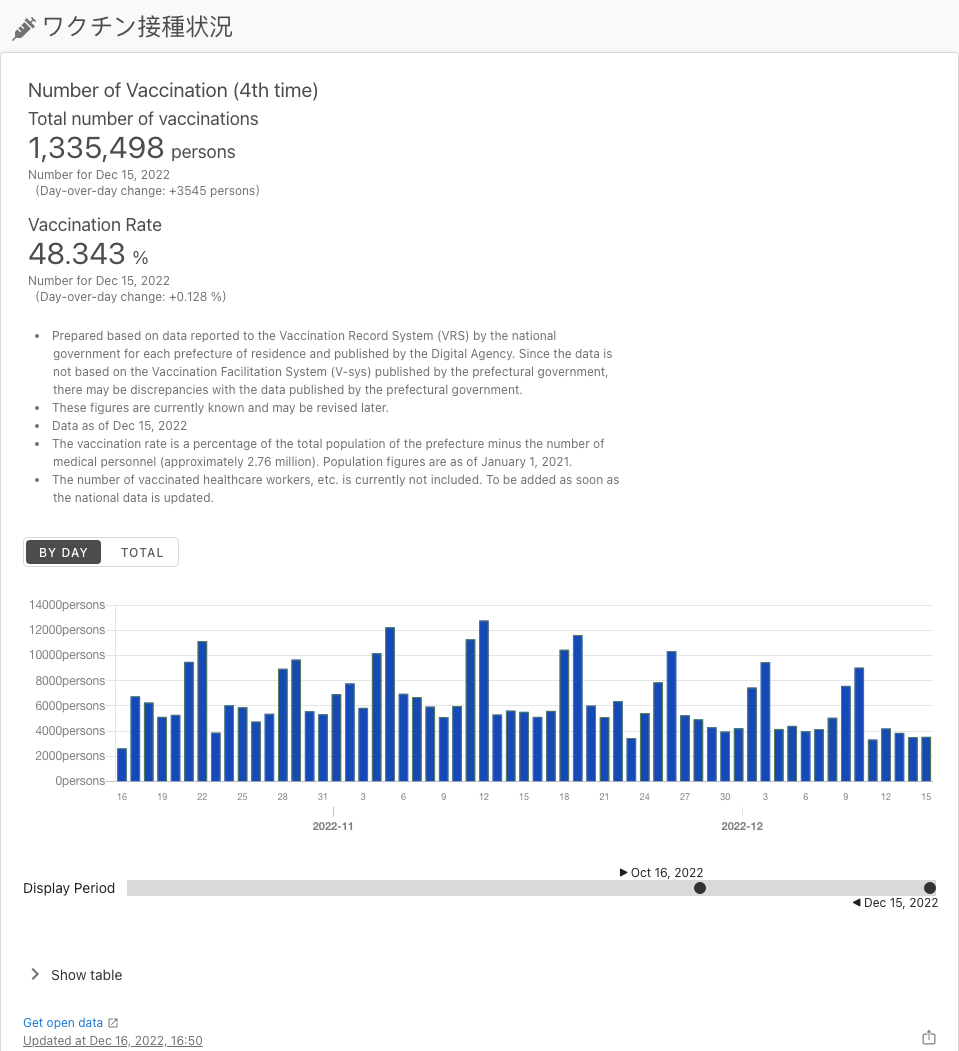 ワクチン接種状況
Number of Vaccination (4th time)
Total number of vaccinations
1,335,498 persons
Number for Dec 15, 2022
(Day-over-day change: +3545 persons)
Vaccination Rate
48.343 %
Number for Dec 15, 2022
(Day-over-day change: +0.128 %)
• Prepared based on data reported to the Vaccination Record System (VRS) by the national
government for each prefecture of residence and published by the Digital Agency. Since the data is
not based on the Vaccination Facilitation System (V-sys) published by the prefectural government,
there may be discrepancies with the data published by the prefectural government.
• These figures are currently known and may be revised later.
• Data as of Dec 15, 2022
• The vaccination rate is a percentage of the total population of the prefecture minus the number of
medical personnel (approximately 2.76 million). Population figures are as of January 1, 2021.
• The number of vaccinated healthcare workers, etc. is currently not included. To be added as soon as
the national data is updated.
BY DAY TOTAL
14000persons
12000persons
10000persons
8000persons
6000persons
4000persons
2000persons
0persons
16 19 22 25 28 31 3 6 9 12 15 18 21 24 27 30 3 6 9 12 15
2022-11 2022-12
Oct 16, 2022
Display Period
Dec 15, 2022
Show table
Get open data
Updated at Dec 16, 2022, 16:50